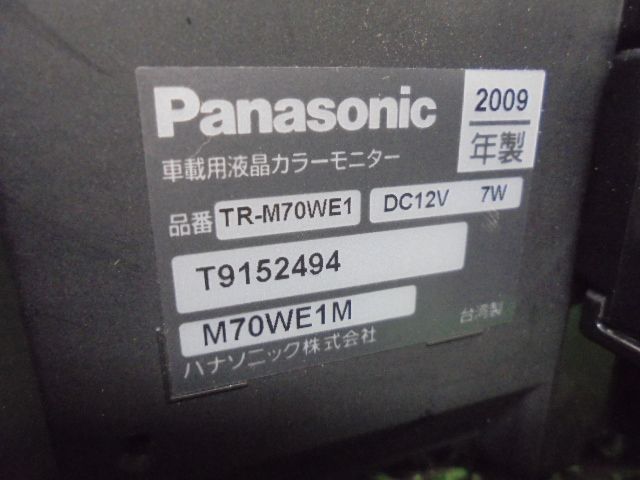 Panasonic
2009
年製
車載用液晶カラーモニター
品番 TR-M70WE1 DC12V 7W
T9152494
M70WE1M
パナソニック株式会社
台湾製